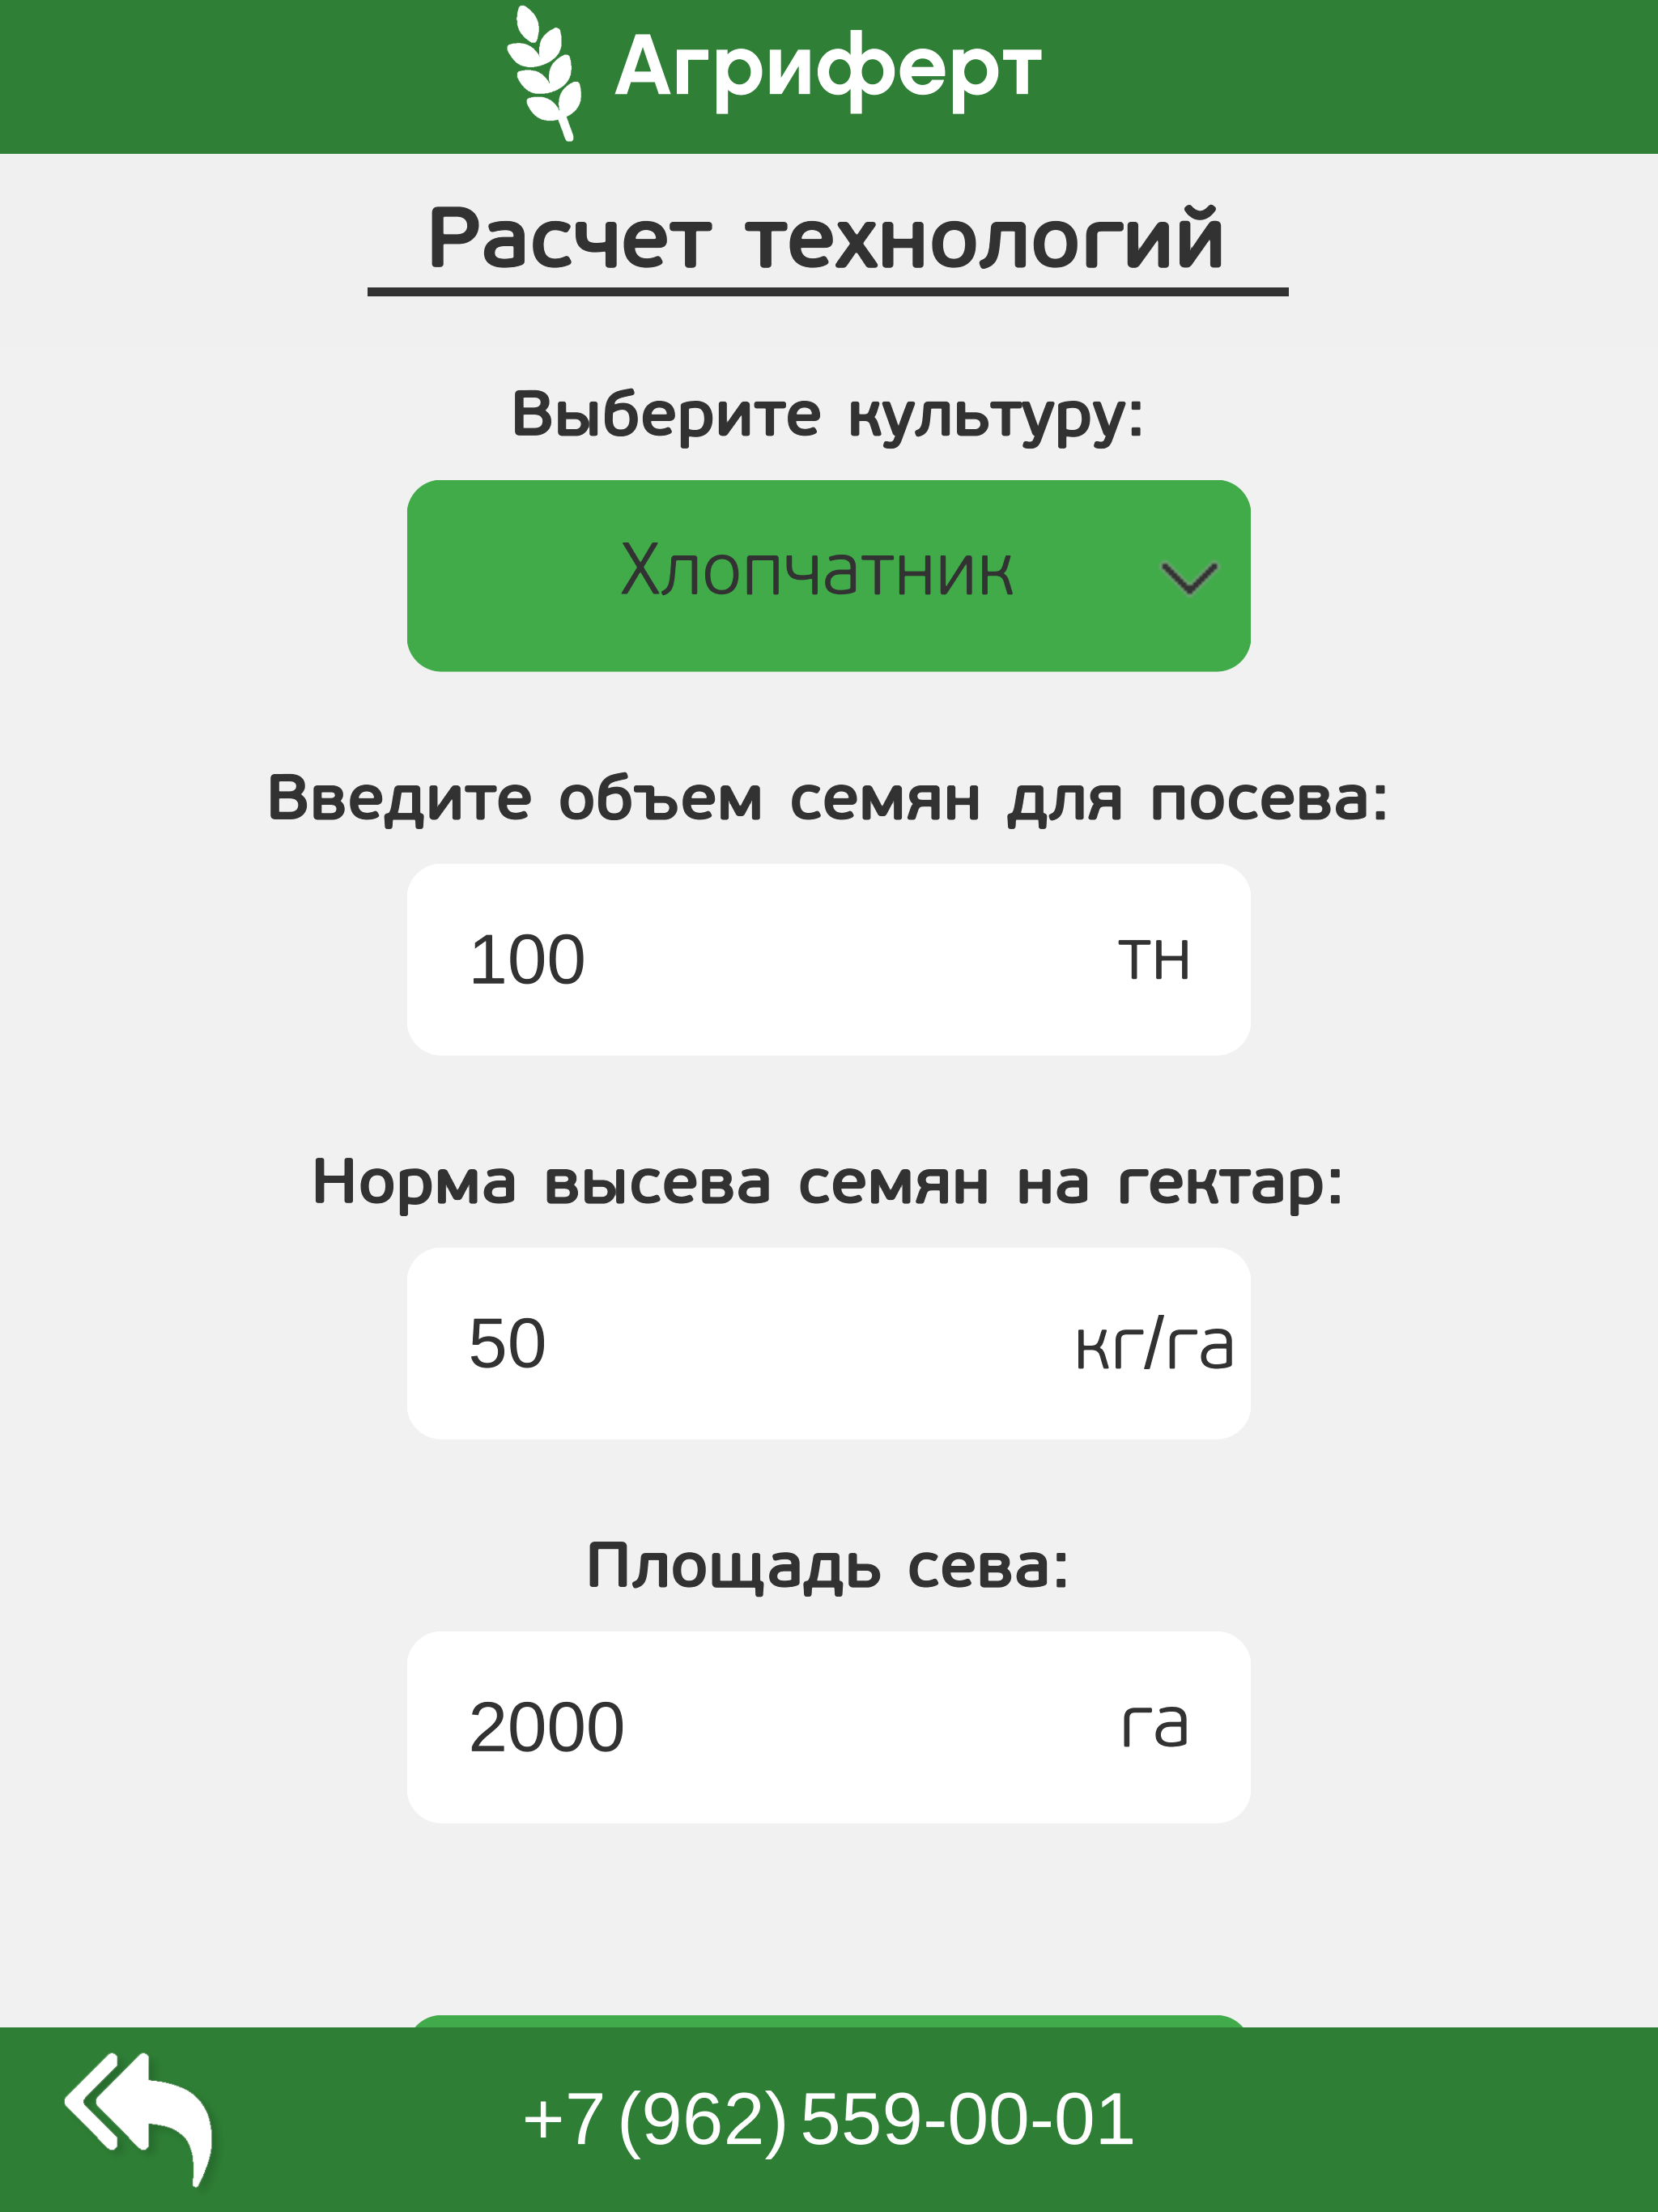 Агриферт
Расчет технологий
Выберите культуру:
Хлопчатник
Введите объем семян для посева:
100 тн
Норма высева семян на гектар:
50 кг/га
Площадь сева:
2000 га
+7 (962) 559-00-01